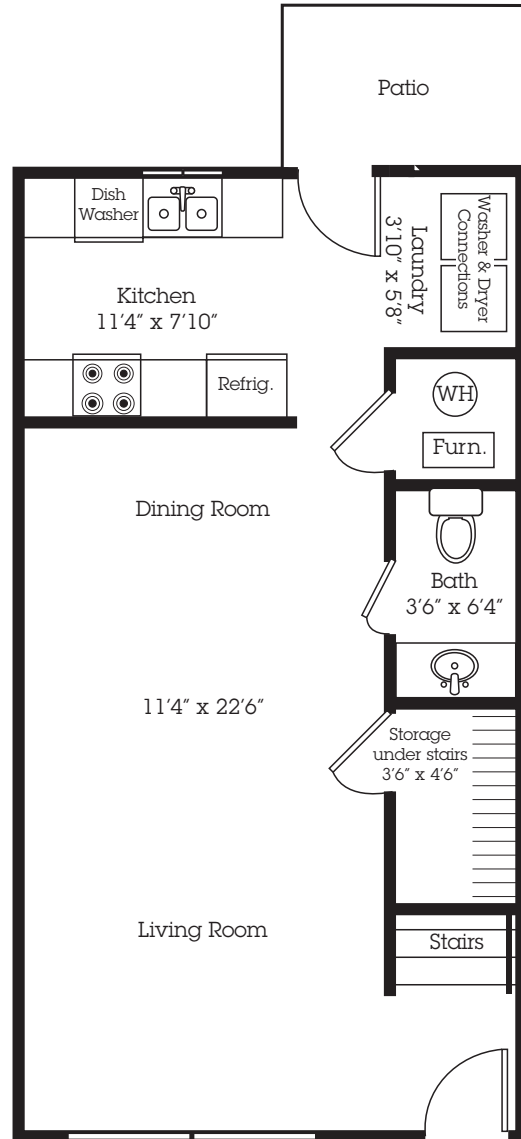 Patio
Dish
Washer
Washer & Dryer
Connections
Laundry
3'10" x 5'8"
Kitchen
11'4" x 7'10"
Refrig.
WH
Furn.
Dining Room
Bath
3'6" x 6'4"
11'4" x 22'6"
Storage
under stairs
3'6" x 4'6"
Living Room
Stairs